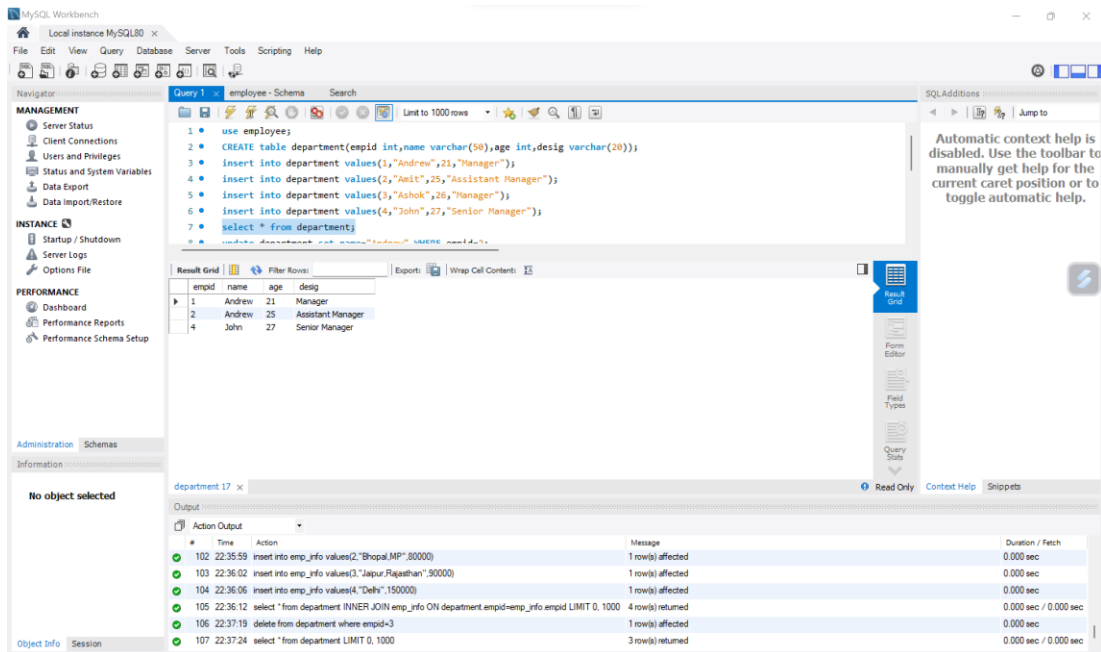 MySQL Workbench
Local instance MySQL80 ×
File Edit View Query Database Server Tools Scripting Help
Navigator
MANAGEMENT
Server Status
Client Connections
Users and Privileges
Status and System Variables
Data Export
Data Import/Restore
INSTANCE
Startup / Shutdown
Server Logs
Options File
PERFORMANCE
Dashboard
Performance Reports
Performance Schema Setup
Administration Schemas
Information
No object selected
Object Info Session
Query 1 × employee - Schema Search
Limit to 1000 rows
1 use employee;
2 CREATE table department(empid int,name varchar(50),age int,desig varchar(20));
3 insert into department values(1,"Andrew",21,"Manager");
4 insert into department values(2,"Amit",25,"Assistant Manager");
5 insert into department values(3,"Ashok",26,"Manager");
6 insert into department values(4,"John",27,"Senior Manager");
7 select * from department;
8 update department set name="Andrew" WHERE empid=2;
Result Grid Filter Rows: Export: Wrap Cell Content:
empid name age desig
1 Andrew 21 Manager
2 Andrew 25 Assistant Manager
4 John 27 Senior Manager
Result Grid
Form Editor
Field Types
Query Stats
department 17 ×
Read Only
SQLAdditions
Jump to
Automatic context help is
disabled. Use the toolbar to
manually get help for the
current caret position or to
toggle automatic help.
Context Help Snippets
Output
Action Output
# Time Action Message Duration / Fetch
102 22:35:59 insert into emp_info values(2,"Bhopal,MP",80000) 1 row(s) affected 0.000 sec
103 22:36:02 insert into emp_info values(3,"Jaipur,Rajasthan",90000) 1 row(s) affected 0.000 sec
104 22:36:06 insert into emp_info values(4,"Delhi",150000) 1 row(s) affected 0.000 sec
105 22:36:12 select * from department INNER JOIN emp_info ON department.empid=emp_info.empid LIMIT 0, 1000 4 row(s) returned 0.000 sec / 0.000 sec
106 22:37:19 delete from department where empid=3 1 row(s) affected 0.000 sec
107 22:37:24 select * from department LIMIT 0, 1000 3 row(s) returned 0.000 sec / 0.000 sec